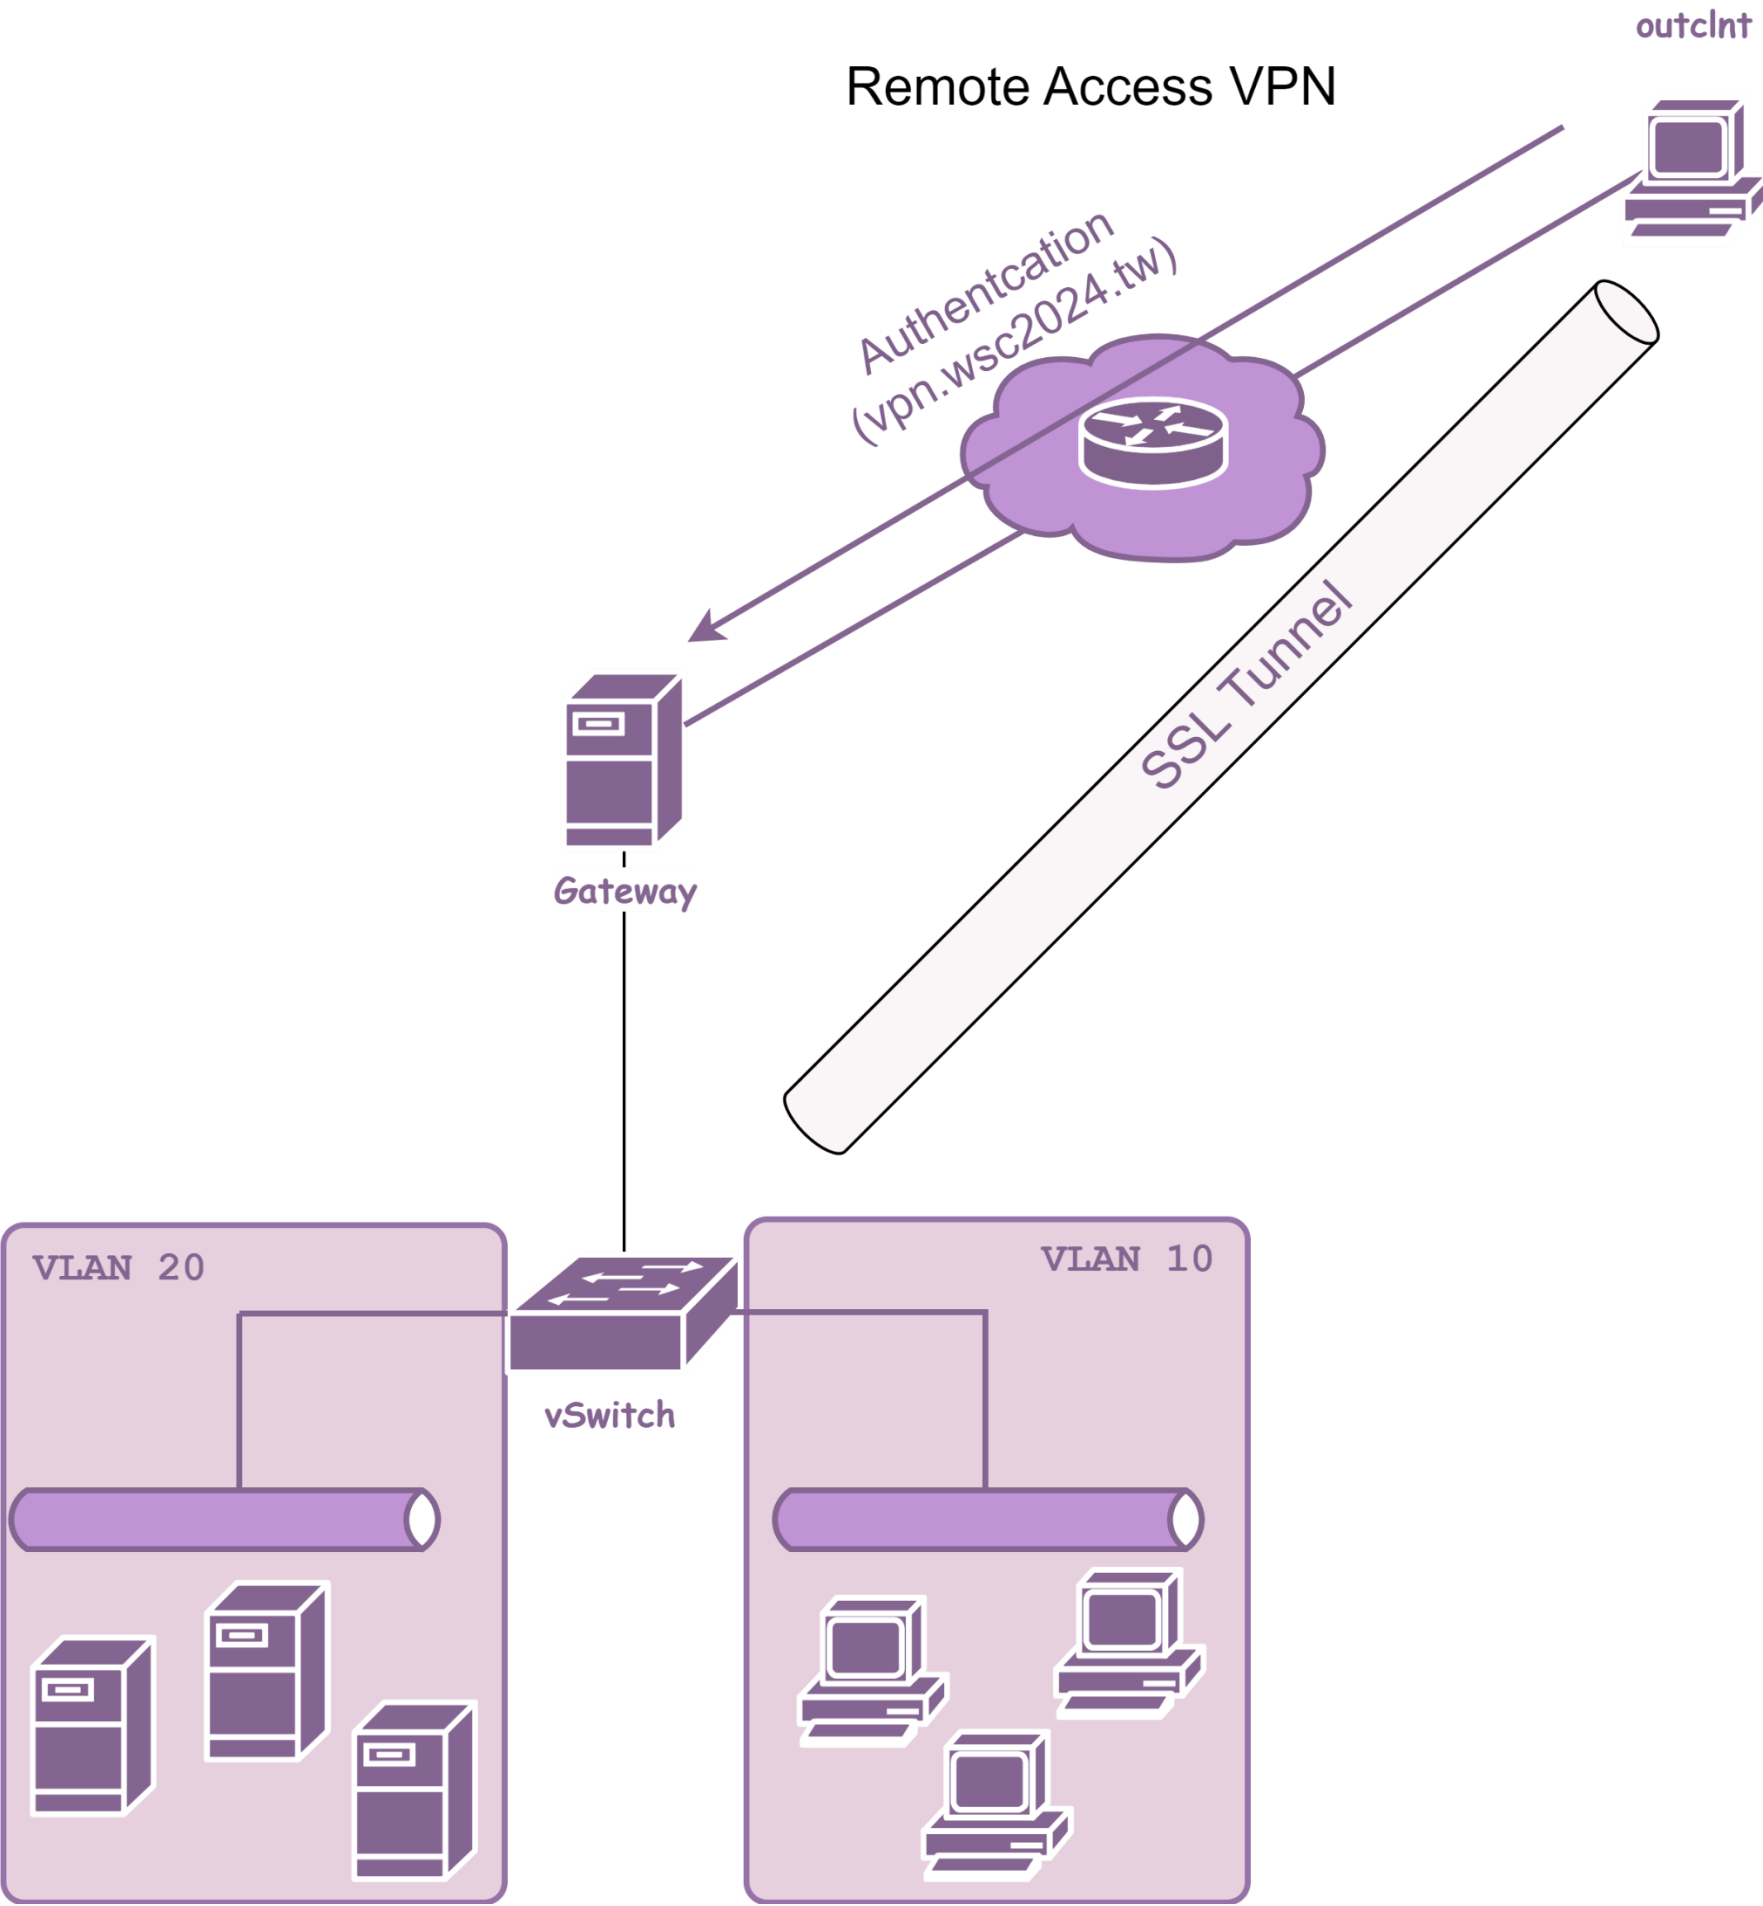 outclnt
Remote Access VPN
Authentcation
(vpn.wsc2024.tw)
SSL Tunnel
Gateway
VLAN 20
VLAN 10
vSwitch